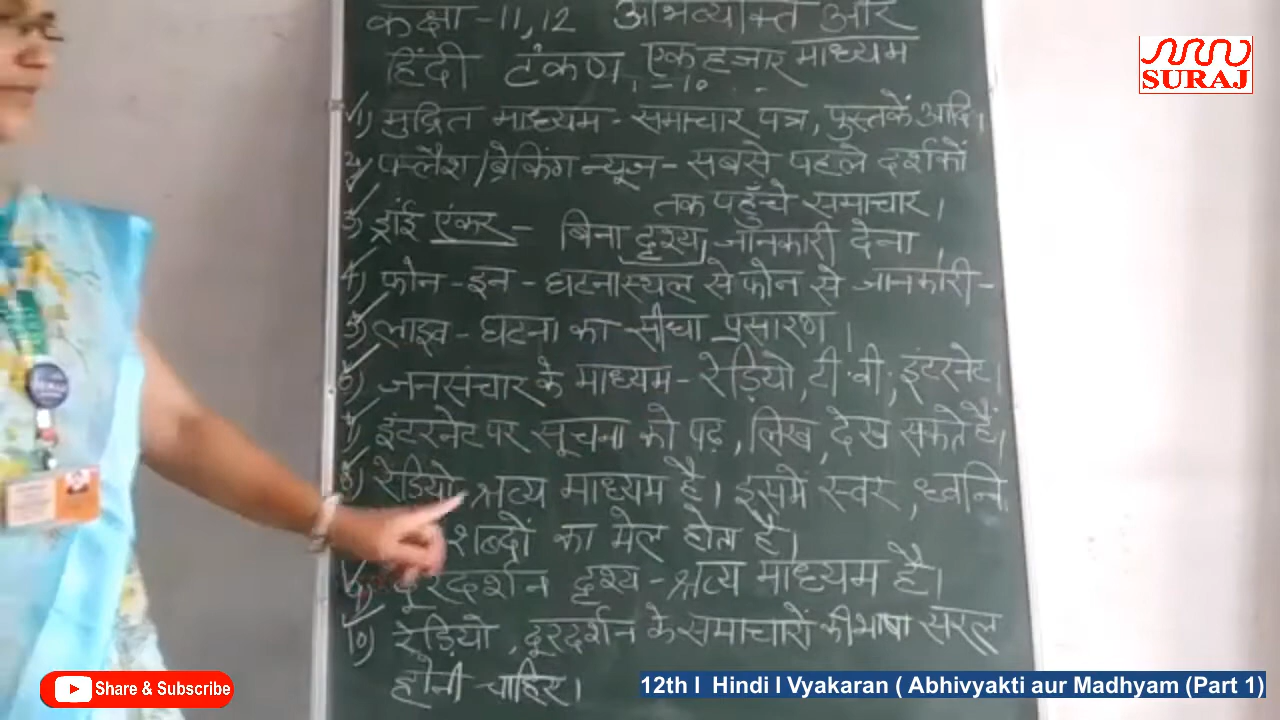 कक्षा -11,12 अभिव्यक्ति और
हिंदी टंकण एक हजार माध्यम
1 - 10
SURAJ
1) मुद्रित माध्यम - समाचार पत्र, पुस्तकें आदि।
2) फ्लैश/ब्रेकिंग न्यूज - सबसे पहले दर्शकों
तक पहुँचे समाचार।
3) ड्रांई एंकर - बिना दृश्य, जानकारी देना,
4) फोन - इन - घटनास्थल से फोन से जानकारी -
5) लाइव - घटना का सीधा प्रसारण।
6) जनसंचार के माध्यम - रेडियो, टी.वी, इंटरनेट।
7) इंटरनेट पर सूचना को पढ़, लिख, देख सकते हैं।
8) रेडियो श्रव्य माध्यम है। इसमें स्वर, ध्वनि
शब्दों का मेल होता है।
9) दूरदर्शन दृश्य - श्रव्य माध्यम है।
10) रेडियो, दूरदर्शन के समाचारों की भाषा सरल
होनी चाहिए।
Share & Subscribe
12th I Hindi I Vyakaran ( Abhivyakti aur Madhyam (Part 1)